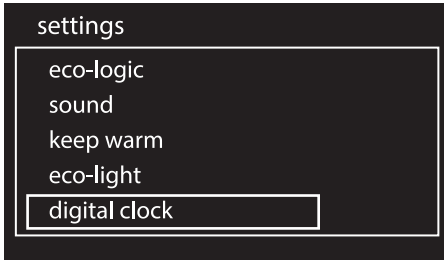 settings
eco-logic
sound
keep warm
eco-light
digital clock